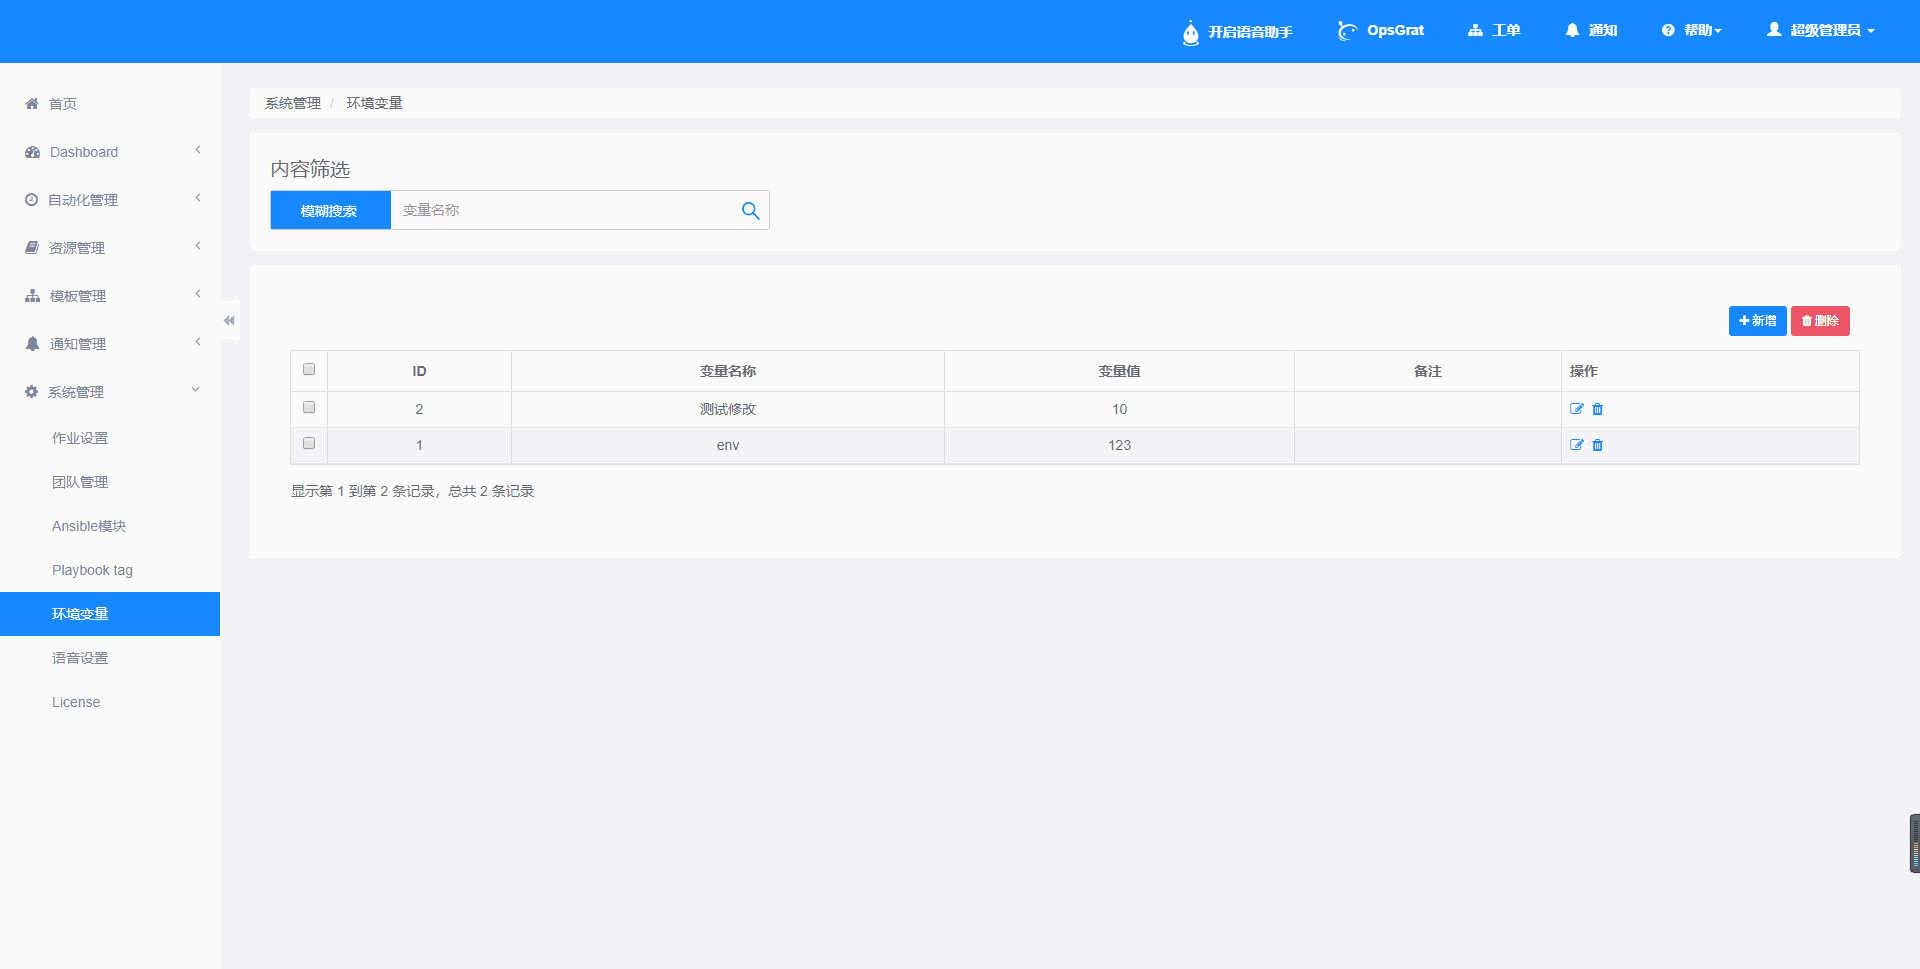 开启语音助手 OpsGrat 工单 通知 帮助 超级管理员
首页
Dashboard
自动化管理
资源管理
模板管理
通知管理
系统管理
作业设置
团队管理
Ansible模块
Playbook tag
环境变量
语音设置
License
系统管理 / 环境变量
内容筛选
模糊搜索 变量名称
新增 删除
ID 变量名称 变量值 备注 操作
2 测试修改 10
1 env 123
显示第 1 到第 2 条记录，总共 2 条记录